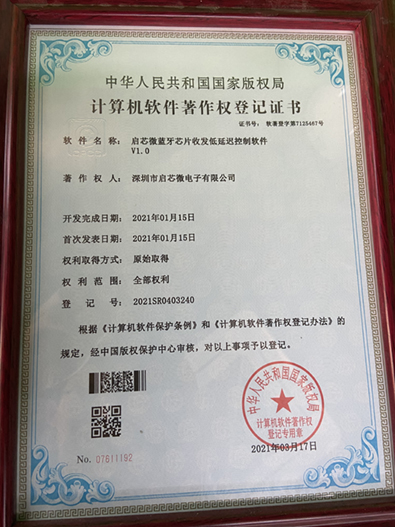 中华人民共和国国家版权局
计算机软件著作权登记证书
证书号： 软著登字第7125487号
软件名称： 启芯微蓝牙芯片收发低延迟控制软件
V1.0
著作权人： 深圳市启芯微电子有限公司
开发完成日期： 2021年01月15日
首次发表日期： 2021年01月15日
权利取得方式： 原始取得
权利范围： 全部权利
登记号： 2021SR0403240
根据《计算机软件保护条例》和《计算机软件著作权登记办法》的
规定，经中国版权保护中心审核，对以上事项予以登记。
中华人民共和国国家版权局
计算机软件著作权
登记专用章
2021年03月17日
No. 07611192